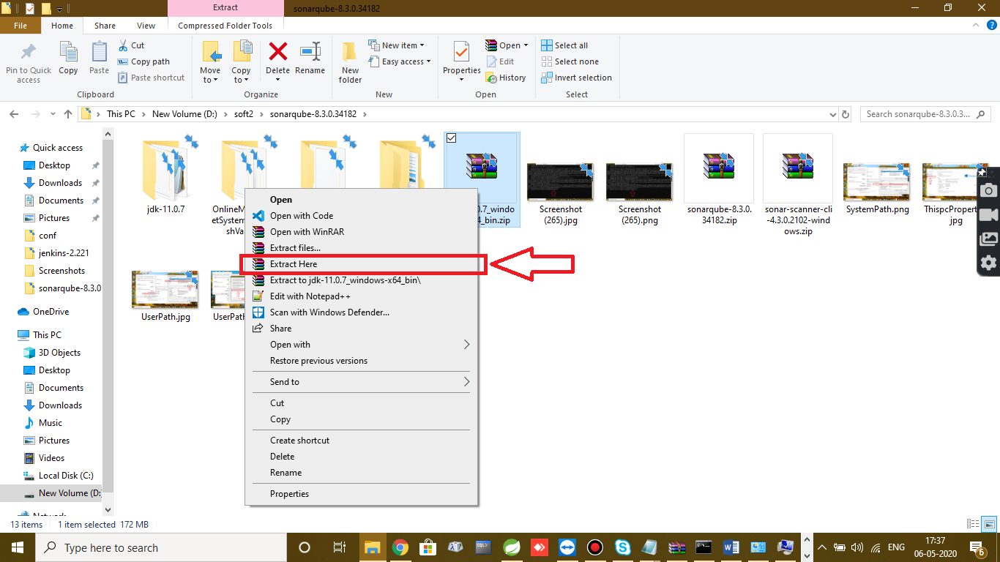 Extract
sonarqube-8.3.0.34182
File
Home
Share
View
Compressed Folder Tools
Pin to Quick
access
Copy
Paste
Cut
Copy path
Paste shortcut
Clipboard
Move
to
Copy
to
Delete
Rename
Organize
New
folder
New item
Easy access
New
Properties
Open
Edit
History
Open
Select all
Select none
Invert selection
Select
This PC
New Volume (D:)
soft2
sonarqube-8.3.0.34182
Search sonarqube-8.3.0.3...
Quick access
Desktop
Downloads
Documents
Pictures
conf
jenkins-2.221
Screenshots
sonarqube-8.3.0
OneDrive
This PC
3D Objects
Desktop
Documents
Downloads
Music
Pictures
Videos
Local Disk (C:)
New Volume (D:
Network
jdk-11.0.7
OnlineM
etSystem
shVa
.0.7_windo
4_bin.zip
Screenshot
(265).jpg
Screenshot
(265).png
sonarqube-8.3.0.
34182.zip
sonar-scanner-cli
-4.3.0.2102-wind
ows.zip
SystemPath.png
ThispcPropert
jpg
UserPath.jpg
UserPath
Open
Open with Code
Open with WinRAR
Extract files...
Extract Here
Extract to jdk-11.0.7_windows-x64_bin\
Edit with Notepad++
Scan with Windows Defender...
Share
Open with
Restore previous versions
Send to
Cut
Copy
Create shortcut
Delete
Rename
Properties
13 items
1 item selected 172 MB
Type here to search
ENG
17:37
06-05-2020
6